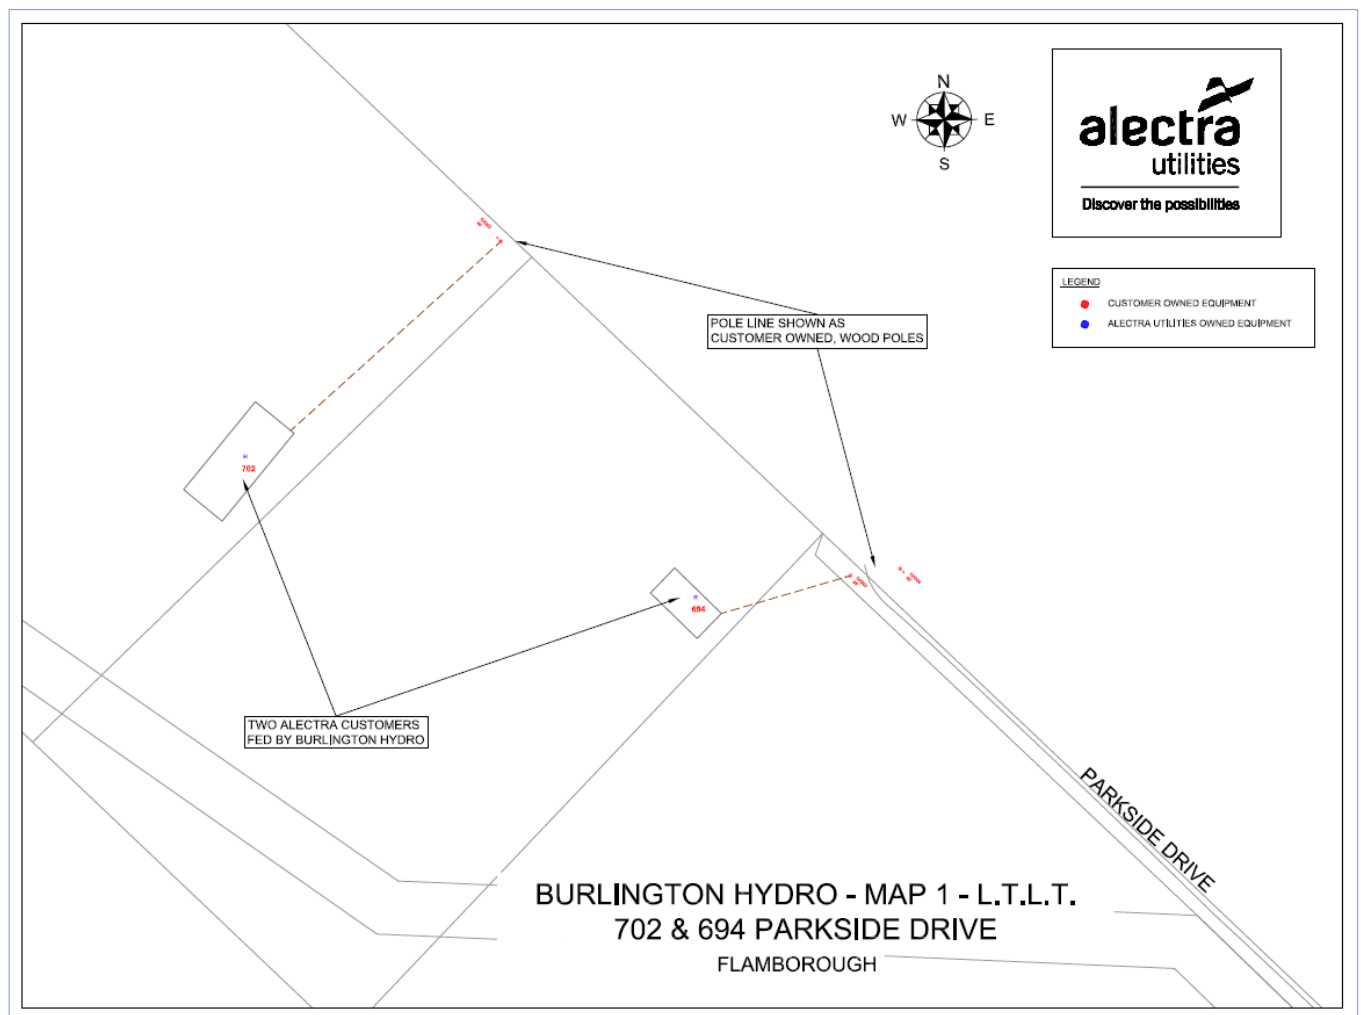 N
W
E
S
alectra
utilities
Discover the possibilities
LEGEND
CUSTOMER OWNED EQUIPMENT
ALECTRA UTILITIES OWNED EQUIPMENT
POLE LINE SHOWN AS
CUSTOMER OWNED, WOOD POLES
702
694
TWO ALECTRA CUSTOMERS
FED BY BURLINGTON HYDRO
PARKSIDE DRIVE
BURLINGTON HYDRO - MAP 1 - L.T.L.T.
702 & 694 PARKSIDE DRIVE
FLAMBOROUGH